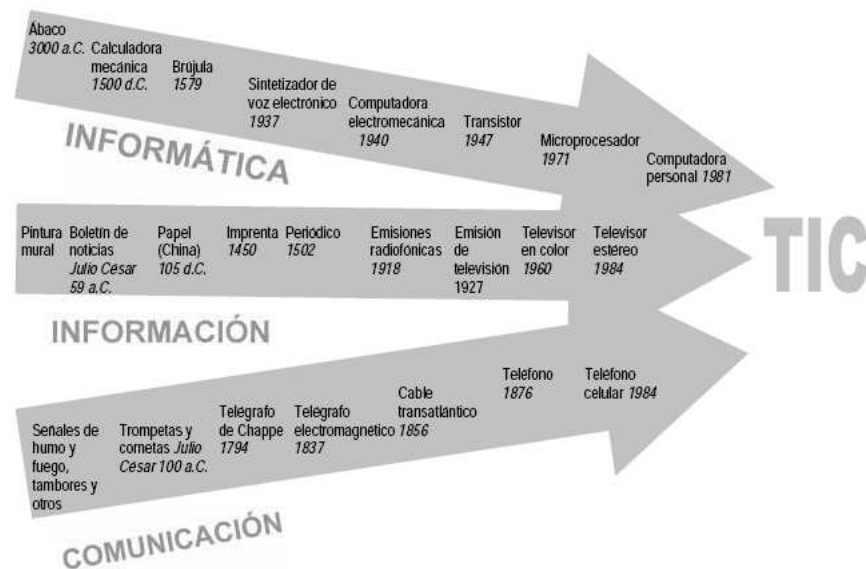 Ábaco
3000 a.C.
Calculadora
mecánica
1500 d.C.
Brújula
1579
Sintetizador de
voz electrónico
1937
Computadora
electromecánica
1940
Transistor
1947
Microprocesador
1971
Computadora
personal 1981
INFORMÁTICA
Pintura
mural
Boletín de
noticias
Julio César
59 a.C.
Papel
(China)
105 d.C.
Imprenta
1450
Periódico
1502
Emisiones
radiofónicas
1918
Emisión
de
televisión
1927
Televisor
en color
1960
Televisor
estéreo
1984
TIC
INFORMACIÓN
Señales de
humo y
fuego,
tambores y
otros
Trompetas y
cornetas Julio
César 100 a.C.
Telégrafo
de Chappe
1794
Telégrafo
electromagnético
1837
Cable
transatlántico
1856
Teléfono
1876
Teléfono
celular 1984
COMUNICACIÓN